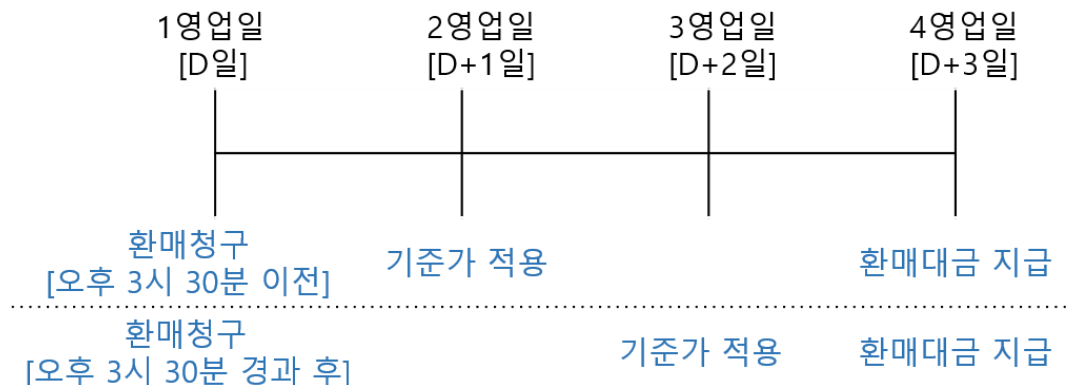 1영업일 2영업일 3영업일 4영업일
[D일] [D+1일] [D+2일] [D+3일]
환매청구
[오후 3시 30분 이전]
기준가 적용
환매대금 지급
환매청구
[오후 3시 30분 경과 후]
기준가 적용
환매대금 지급